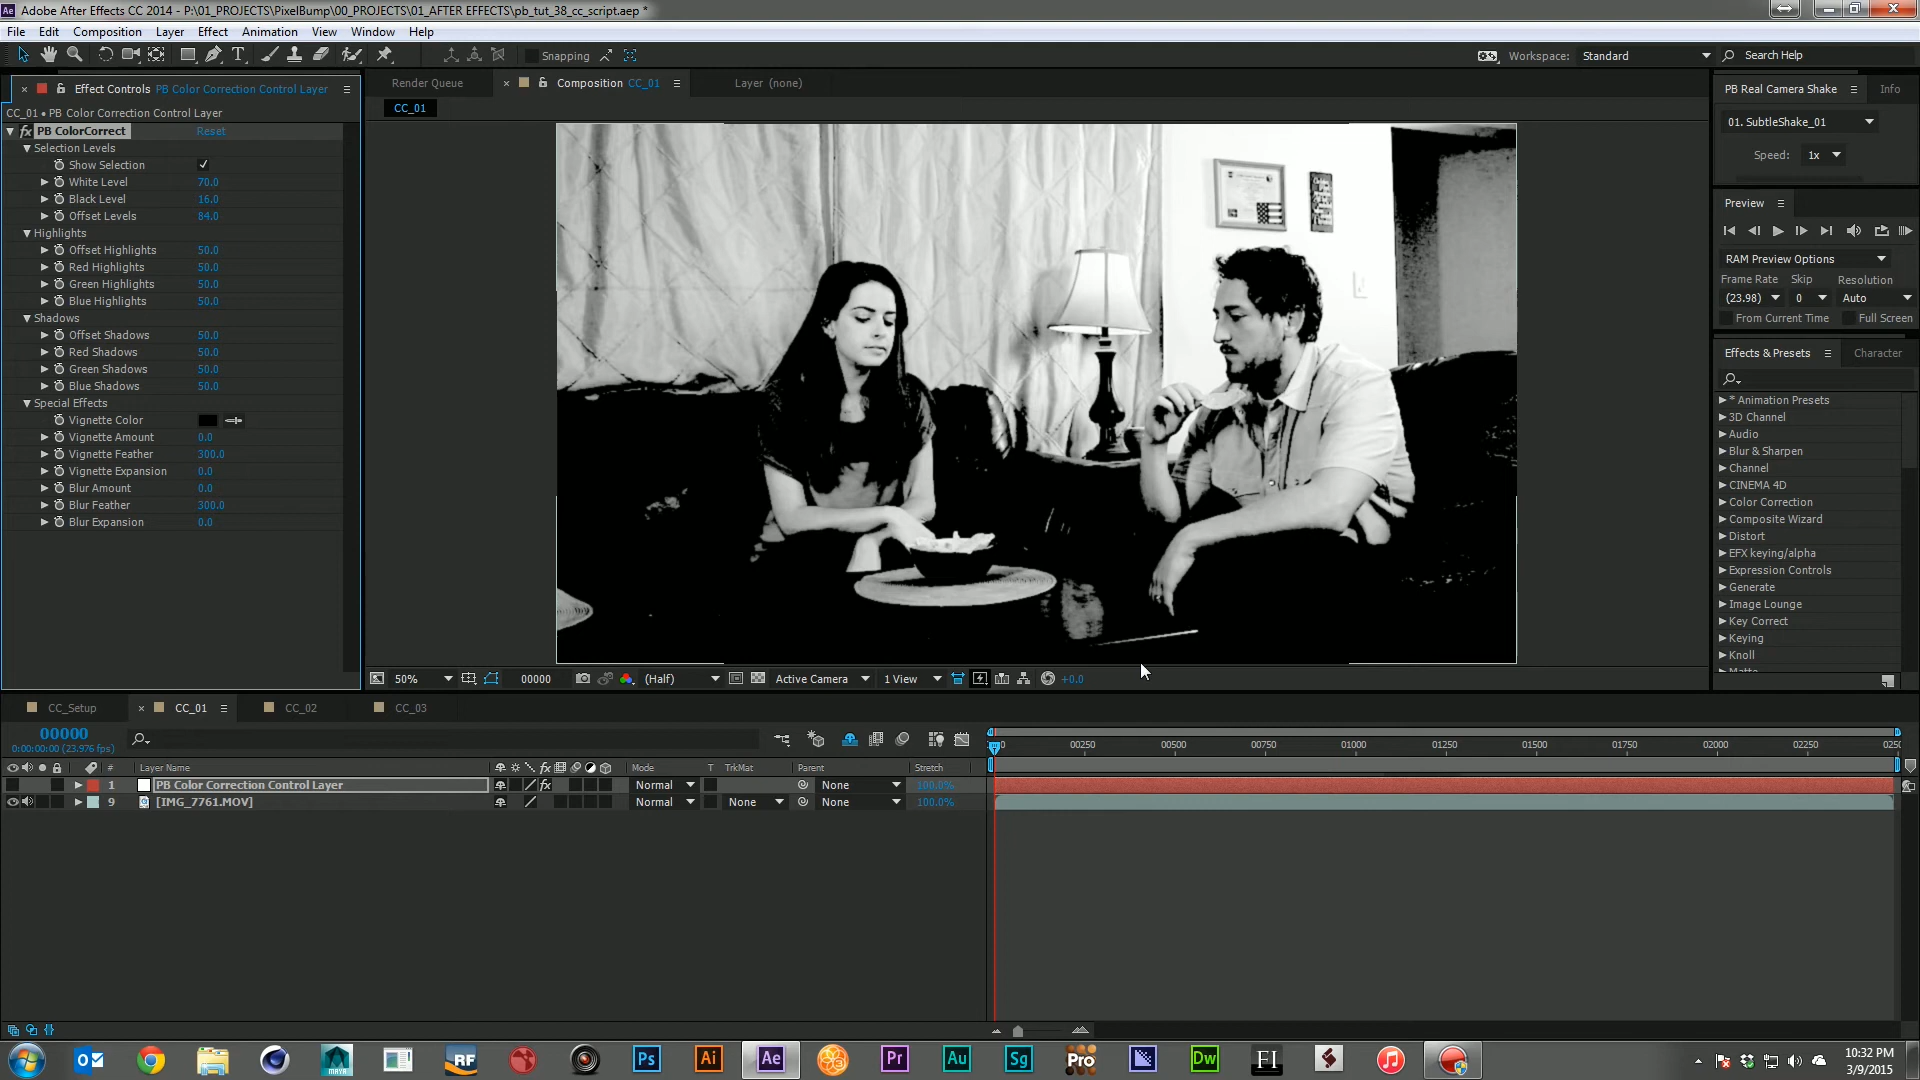 Adobe After Effects CC 2014 - P:\01_PROJECTS\PixelBump\00_PROJECTS\01_AFTER EFFECTS\pb_tut_38_cc_script.aep *
File Edit Composition Layer Effect Animation View Window Help
Snapping
Workspace: Standard
Search Help
Effect Controls PB Color Correction Control Layer
CC_01 • PB Color Correction Control Layer
fx PB ColorCorrect Reset
Selection Levels
Show Selection
White Level 70.0
Black Level 16.0
Offset Levels 84.0
Highlights
Offset Highlights 50.0
Red Highlights 50.0
Green Highlights 50.0
Blue Highlights 50.0
Shadows
Offset Shadows 50.0
Red Shadows 50.0
Green Shadows 50.0
Blue Shadows 50.0
Special Effects
Vignette Color
Vignette Amount 0.0
Vignette Feather 300.0
Vignette Expansion 0.0
Blur Amount 0.0
Blur Feather 300.0
Blur Expansion 0.0
Render Queue
Composition CC_01
Layer (none)
CC_01
50%
00000
(Half)
Active Camera
1 View
+0.0
PB Real Camera Shake
Info
01. SubtleShake_01
Speed: 1x
Preview
RAM Preview Options
Frame Rate Skip Resolution
(23.98) 0 Auto
From Current Time Full Screen
Effects & Presets
Character
* Animation Presets
3D Channel
Audio
Blur & Sharpen
Channel
CINEMA 4D
Color Correction
Composite Wizard
Distort
EFX keying/alpha
Expression Controls
Generate
Image Lounge
Key Correct
Keying
Knoll
CC_Setup
CC_01
CC_02
CC_03
00000
0:00:00:00 (23.976 fps)
00250 00500 00750 01000 01250 01500 01750 02000 02250
# Layer Name fx Mode T TrkMat Parent Stretch
1 PB Color Correction Control Layer fx Normal None 100.0%
9 [IMG_7761.MOV] Normal None None 100.0%
MAYA
RF
Ps
Ai
Ae
Pr
Au
Sg
Pro
Dw
10:32 PM
3/9/2015